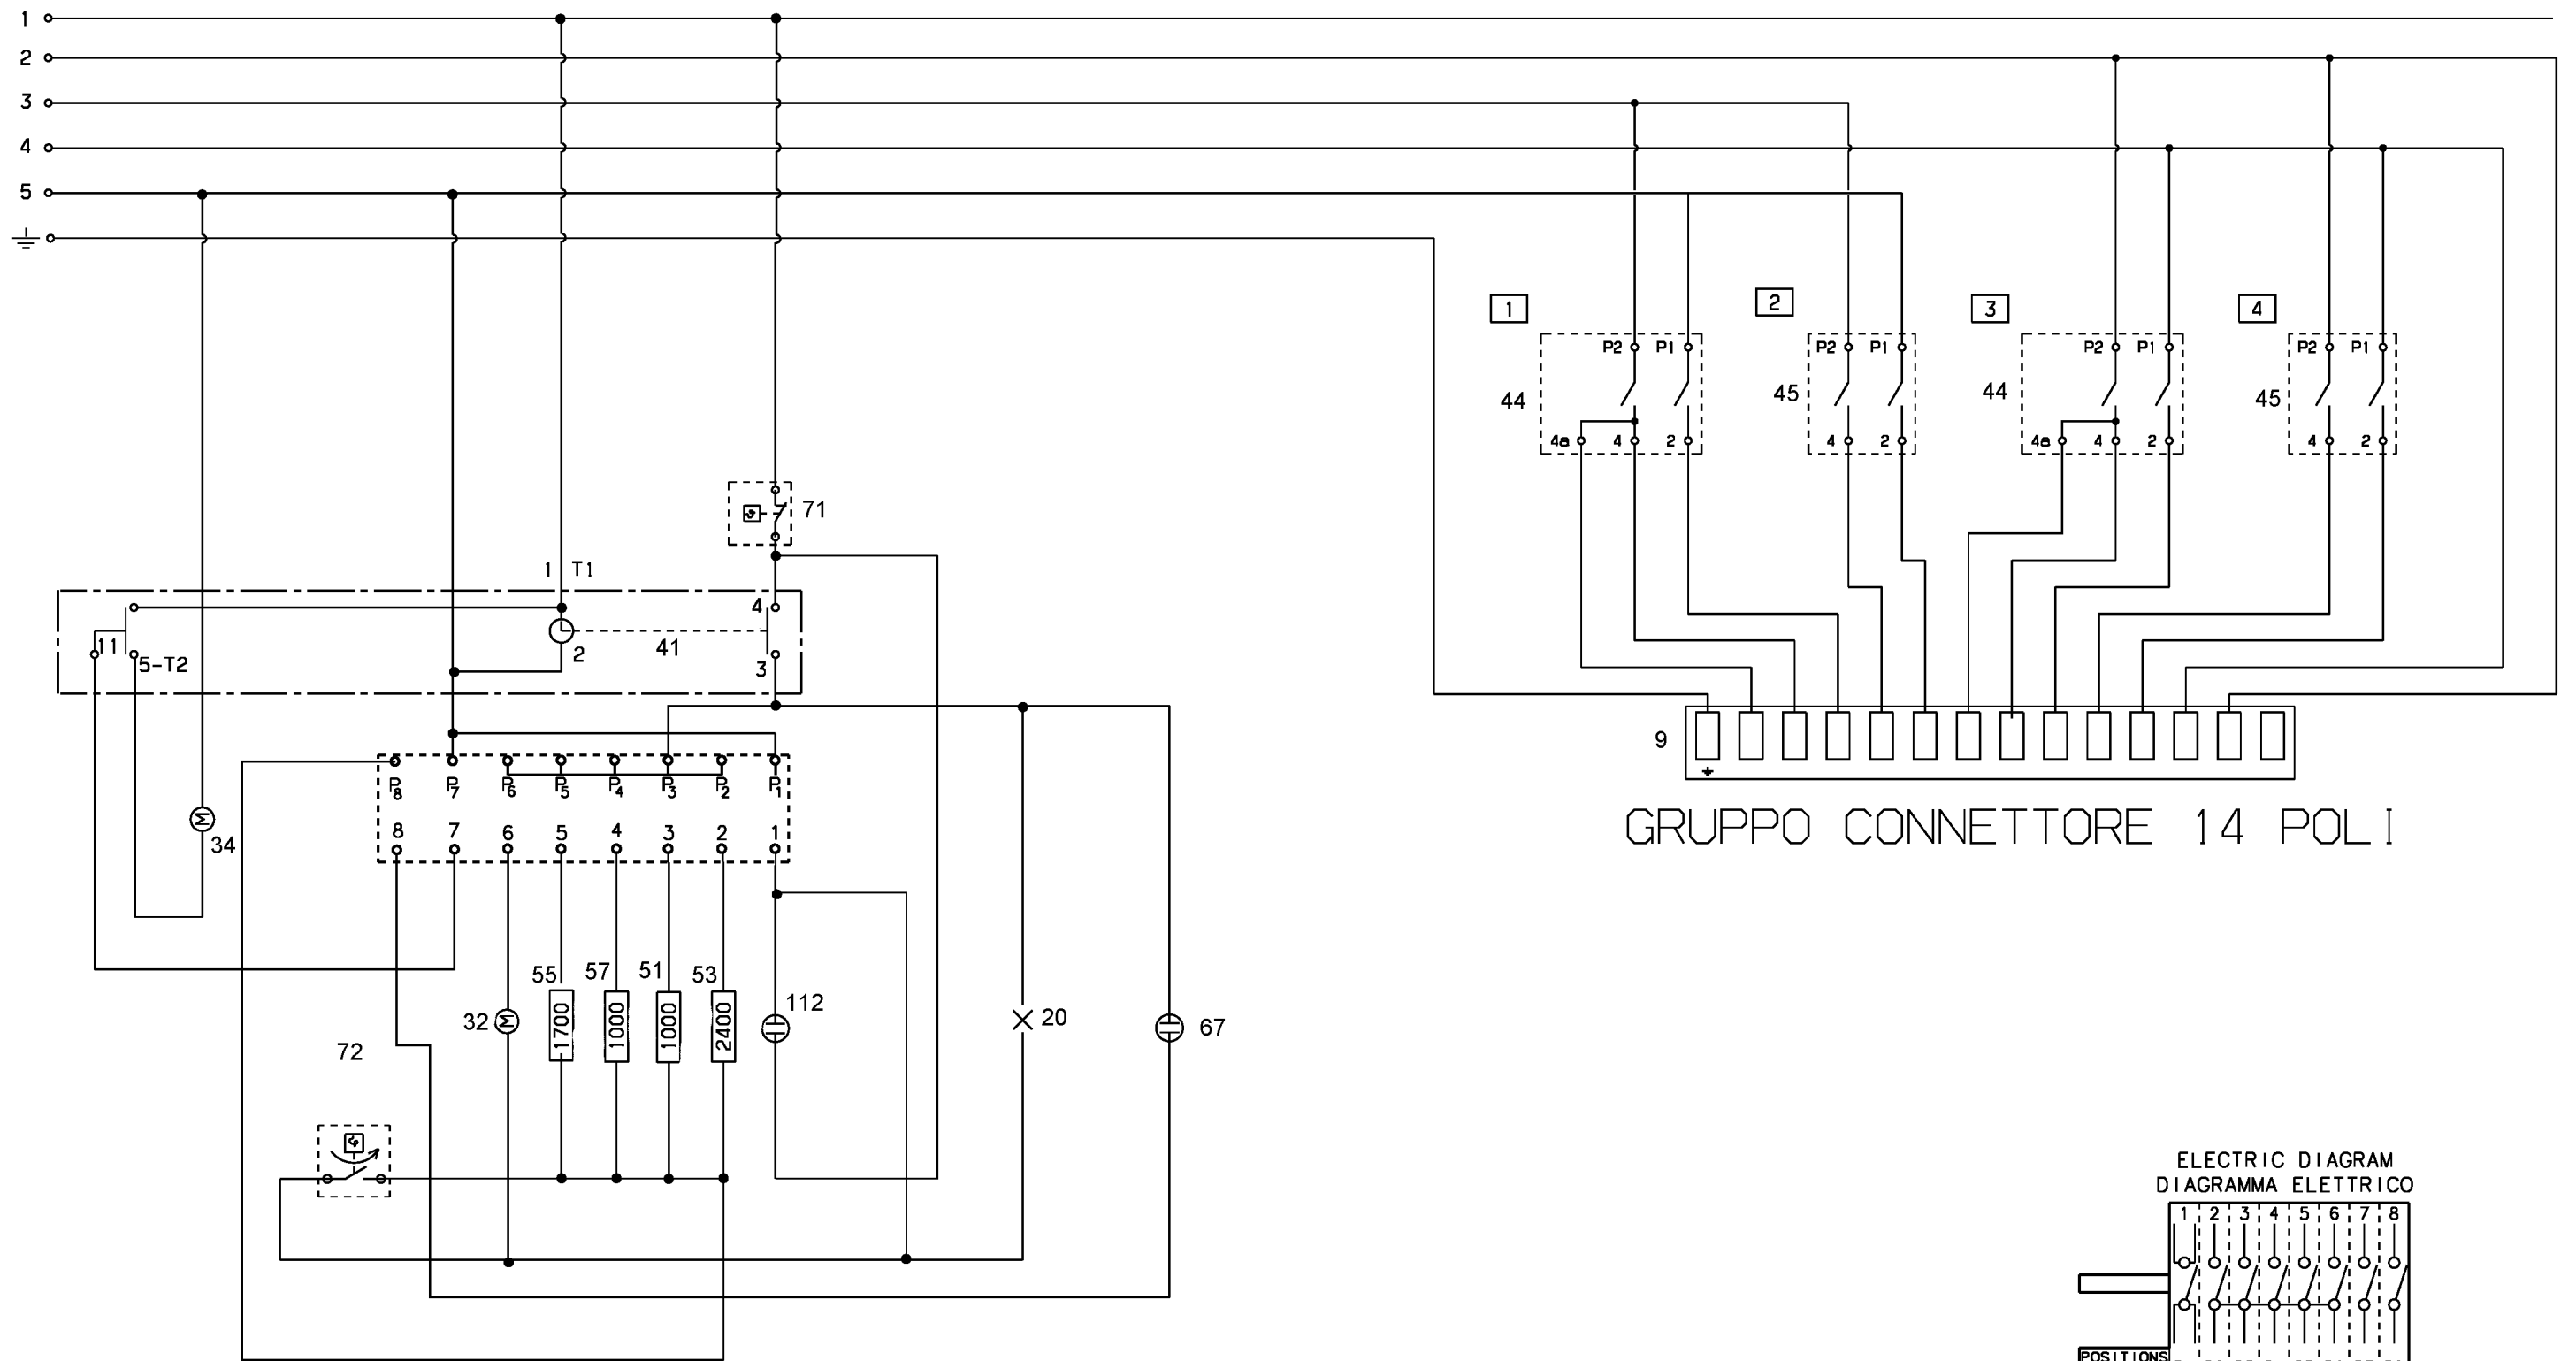 1
2
3
4
5
1
2
3
4
P2 P1
P2 P1
P2 P1
P2 P1
44
45
44
45
4a 4 2
4 2
4a 4 2
4 2
71
1 T1
4
11
5-T2
2
41
3
9
P8 P7 P6 P5 P4 P3 P2 P1
8 7 6 5 4 3 2 1
34
GRUPPO CONNETTORE 14 POLI
55 57 51 53
112
1700
1000
1000
2400
32 M
M
20
67
72
ELECTRIC DIAGRAM
DIAGRAMMA ELETTRICO
1 2 3 4 5 6 7 8
POSITIONS